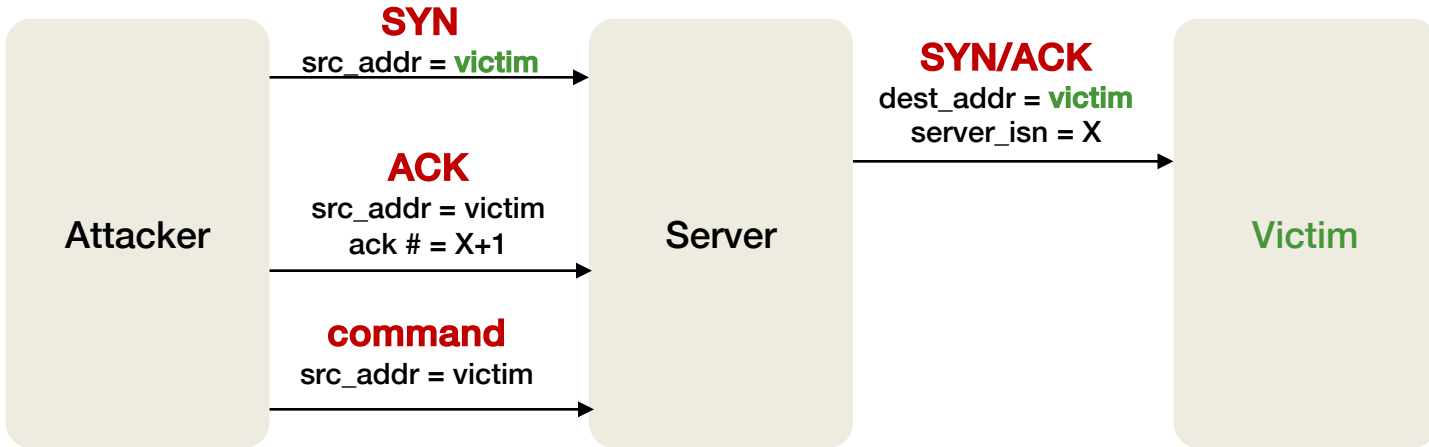 SYN
src_addr = victim
SYN/ACK
dest_addr = victim
server_isn = X
ACK
src_addr = victim
ack # = X+1
Attacker
Server
Victim
command
src_addr = victim